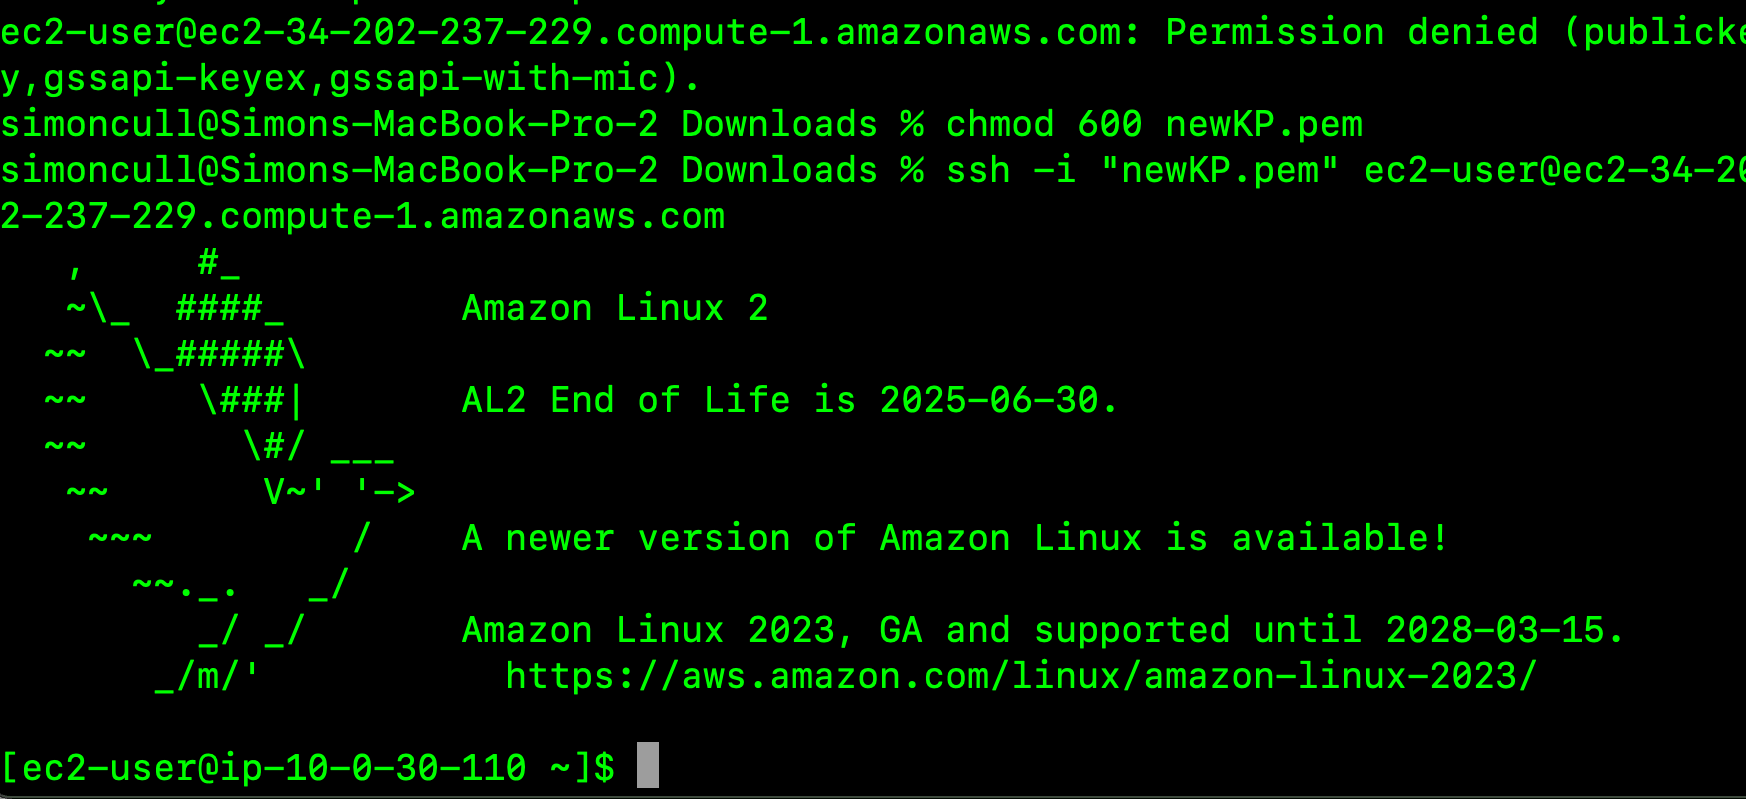 ec2-user@ec2-34-202-237-229.compute-1.amazonaws.com: Permission denied (publicke
y,gssapi-keyex,gssapi-with-mic).
simoncull@Simons-MacBook-Pro-2 Downloads % chmod 600 newKP.pem
simoncull@Simons-MacBook-Pro-2 Downloads % ssh -i "newKP.pem" ec2-user@ec2-34-20
2-237-229.compute-1.amazonaws.com
   ,     #_
   ~\_  ####_        Amazon Linux 2
  ~~  \_#####\
  ~~     \###|       AL2 End of Life is 2025-06-30.
  ~~       \#/ ___
   ~~       V~' '->
    ~~~         /    A newer version of Amazon Linux is available!
      ~~._.   _/
         _/ _/       Amazon Linux 2023, GA and supported until 2028-03-15.
       _/m/'           https://aws.amazon.com/linux/amazon-linux-2023/
[ec2-user@ip-10-0-30-110 ~]$